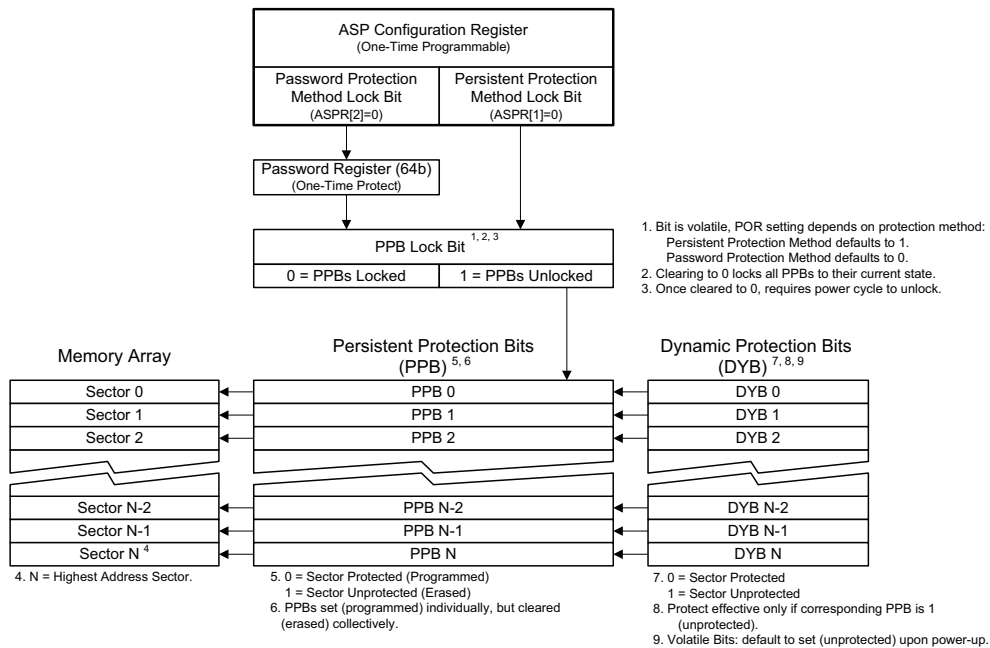 ASP Configuration Register
(One-Time Programmable)
Password Protection
Method Lock Bit
(ASPR[2]=0)
Persistent Protection
Method Lock Bit
(ASPR[1]=0)
Password Register (64b)
(One-Time Protect)
PPB Lock Bit 1, 2, 3
0 = PPBs Locked
1 = PPBs Unlocked
1. Bit is volatile, POR setting depends on protection method:
Persistent Protection Method defaults to 1.
Password Protection Method defaults to 0.
2. Clearing to 0 locks all PPBs to their current state.
3. Once cleared to 0, requires power cycle to unlock.
Memory Array
Persistent Protection Bits
(PPB) 5, 6
Dynamic Protection Bits
(DYB) 7, 8, 9
Sector 0
PPB 0
DYB 0
Sector 1
PPB 1
DYB 1
Sector 2
PPB 2
DYB 2
Sector N-2
PPB N-2
DYB N-2
Sector N-1
PPB N-1
DYB N-1
Sector N 4
PPB N
DYB N
4. N = Highest Address Sector.
5. 0 = Sector Protected (Programmed)
1 = Sector Unprotected (Erased)
6. PPBs set (programmed) individually, but cleared
(erased) collectively.
7. 0 = Sector Protected
1 = Sector Unprotected
8. Protect effective only if corresponding PPB is 1
(unprotected).
9. Volatile Bits: default to set (unprotected) upon power-up.